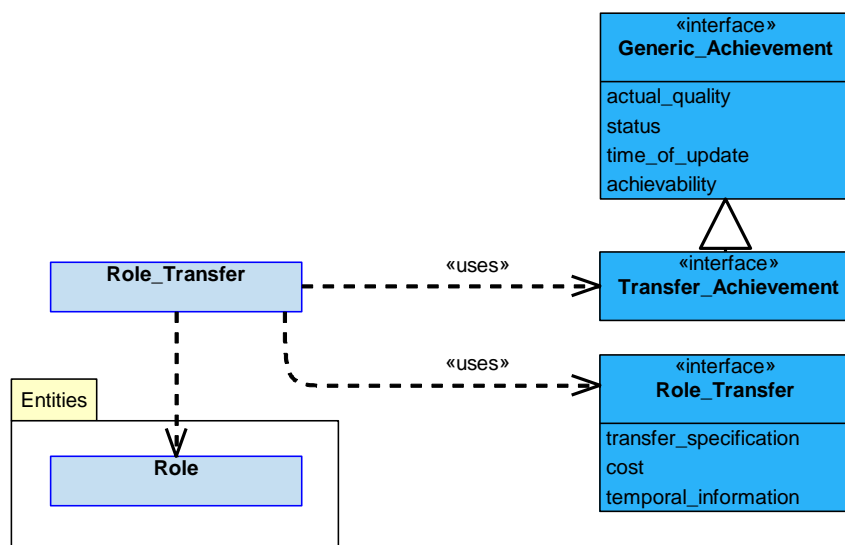 «interface»
Generic_Achievement
actual_quality
status
time_of_update
achievability
Role_Transfer
«uses»
«interface»
Transfer_Achievement
«uses»
«interface»
Role_Transfer
transfer_specification
cost
temporal_information
Entities
Role